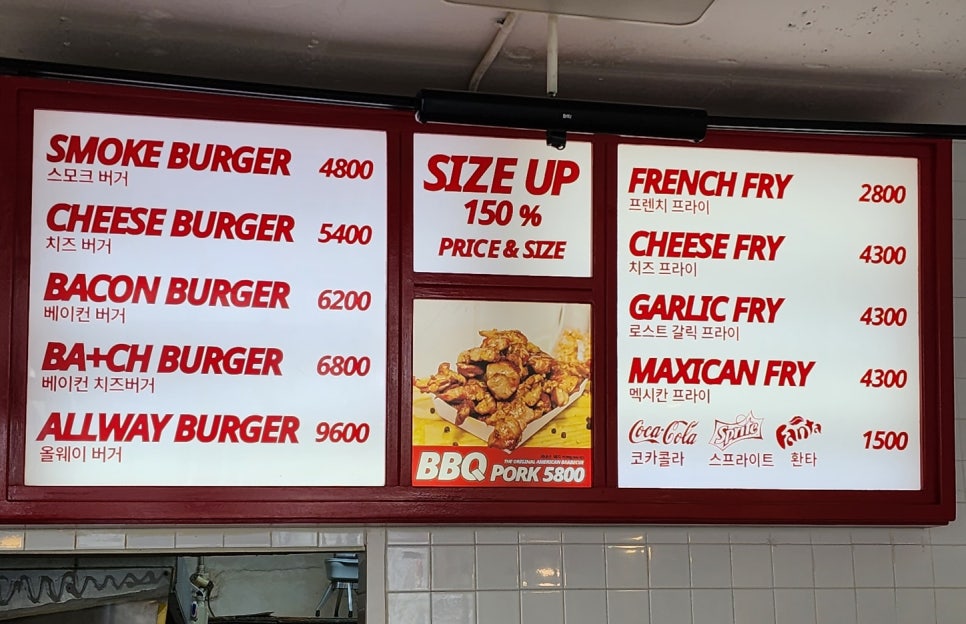 SMOKE BURGER 4800
스모크 버거
CHEESE BURGER 5400
치즈 버거
BACON BURGER 6200
베이컨 버거
BA+CH BURGER 6800
베이컨 치즈버거
ALLWAY BURGER 9600
올웨이 버거
SIZE UP
150 %
PRICE & SIZE
THE ORIGINAL AMERICAN BARBECUE
BBQ PORK 5800
FRENCH FRY 2800
프렌치 프라이
CHEESE FRY 4300
치즈 프라이
GARLIC FRY 4300
로스트 갈릭 프라이
MAXICAN FRY 4300
멕시칸 프라이
Coca-Cola Sprite Fanta 1500
코카콜라 스프라이트 환타